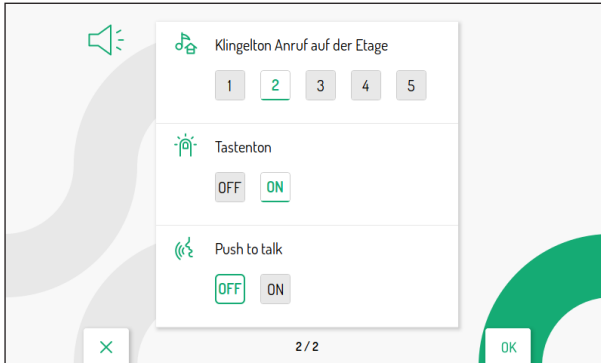 Klingelton Anruf auf der Etage
1 2 3 4 5
Tastenton
OFF ON
Push to talk
OFF ON
2 / 2
OK